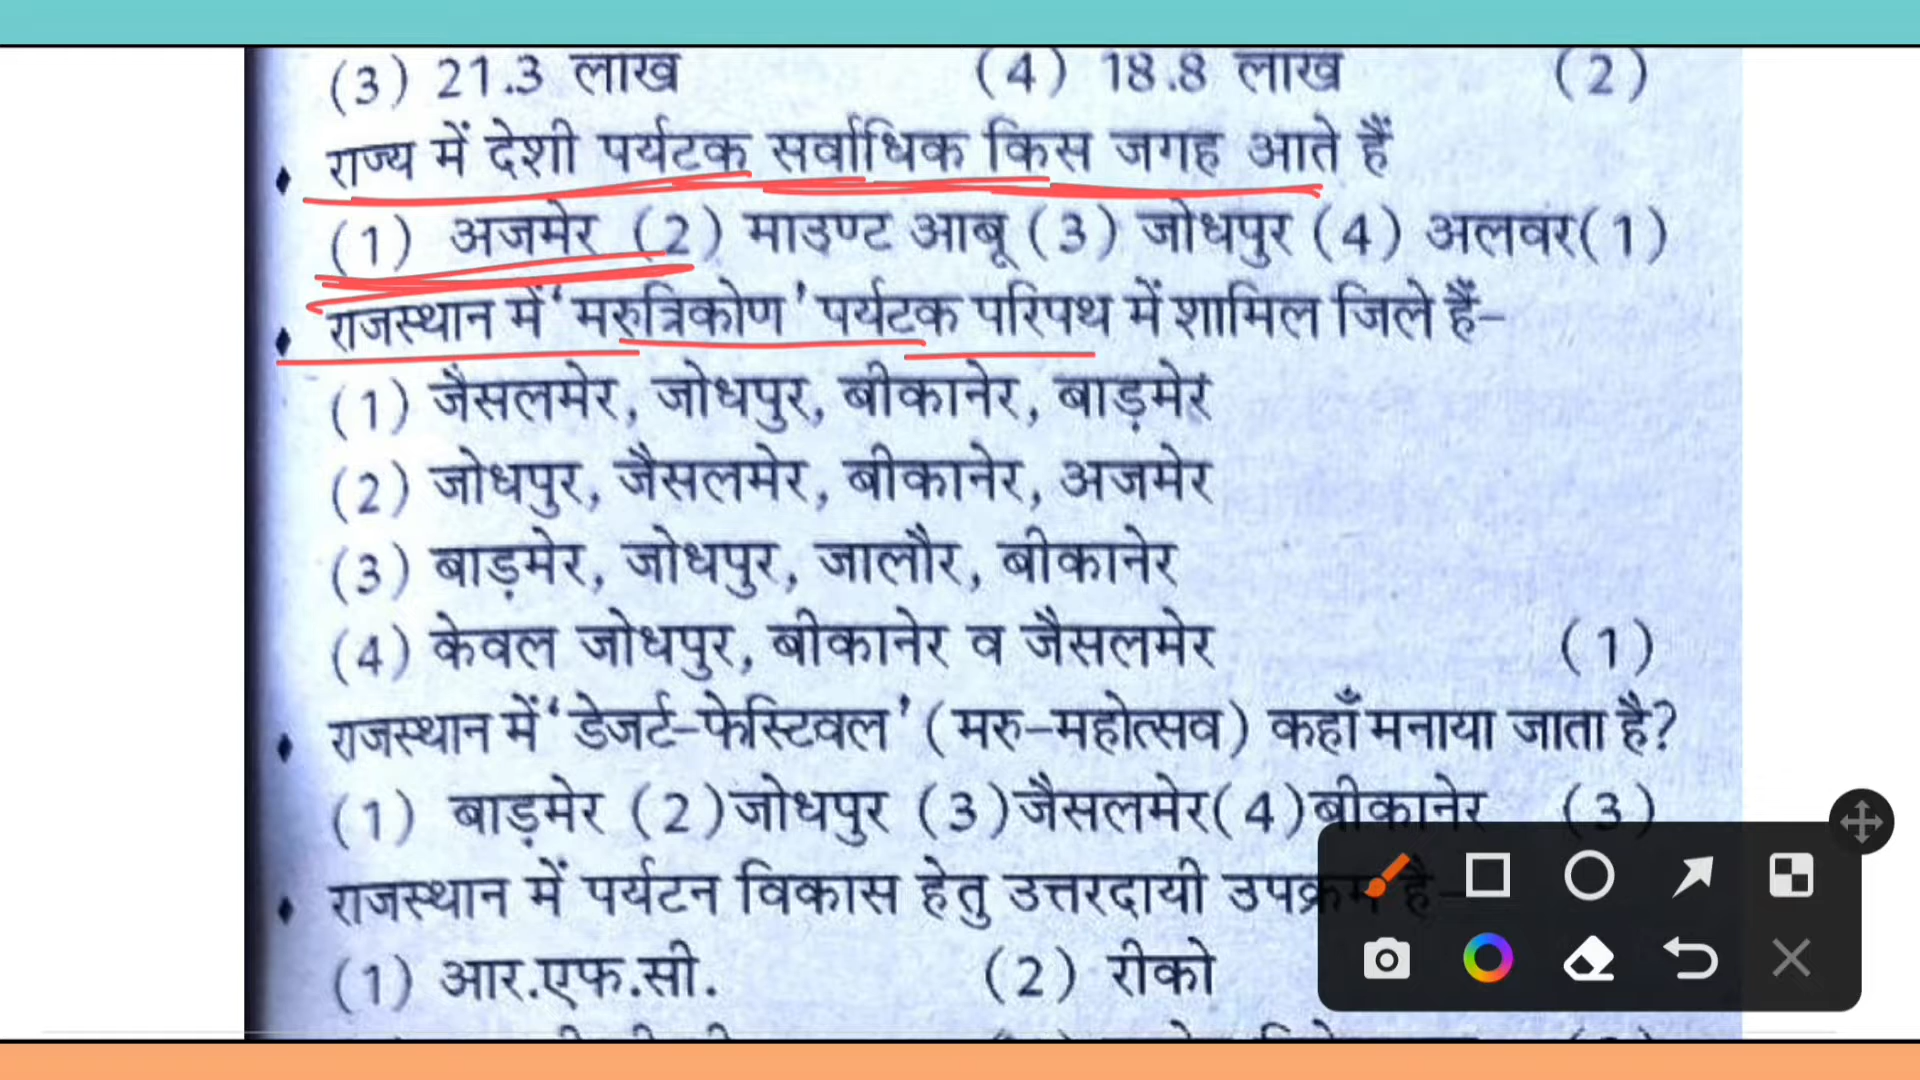 (3) 21.3 लाख (4) 18.8 लाख (2)
♦ राज्य में देशी पर्यटक सर्वाधिक किस जगह आते हैं
(1) अजमेर (2) माउण्ट आबू (3) जोधपुर (4) अलवर(1)
♦ राजस्थान में 'मरुत्रिकोण' पर्यटक परिपथ में शामिल जिले हैं-
(1) जैसलमेर, जोधपुर, बीकानेर, बाड़मेर
(2) जोधपुर, जैसलमेर, बीकानेर, अजमेर
(3) बाड़मेर, जोधपुर, जालौर, बीकानेर
(4) केवल जोधपुर, बीकानेर व जैसलमेर (1)
♦ राजस्थान में 'डेजर्ट-फेस्टिवल' (मरु-महोत्सव) कहाँ मनाया जाता है?
(1) बाड़मेर (2)जोधपुर (3)जैसलमेर(4)बीकानेर (3)
♦ राजस्थान में पर्यटन विकास हेतु उत्तरदायी उपक्रम है-
(1) आर.एफ.सी. (2) रीको